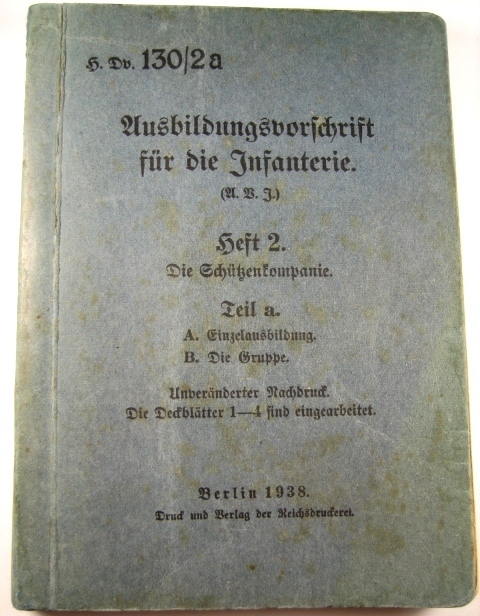 H. Dv. 130/2a
Ausbildungsvorschrift
für die Infanterie.
(A. V. I.)
Heft 2.
Die Schützenkompanie.
Teil a.
A. Einzelausbildung.
B. Die Gruppe.
Unveränderter Nachdruck.
Die Deckblätter 1—4 sind eingearbeitet.
Berlin 1938.
Druck und Verlag der Reichsdruckerei.